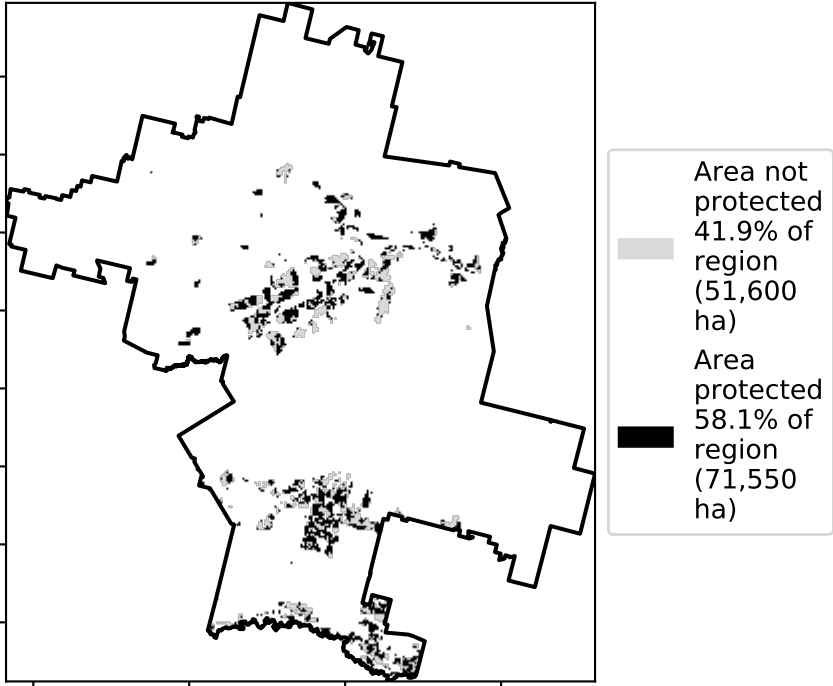 Area not
protected
41.9% of
region
(51,600
ha)
Area
protected
58.1% of
region
(71,550
ha)